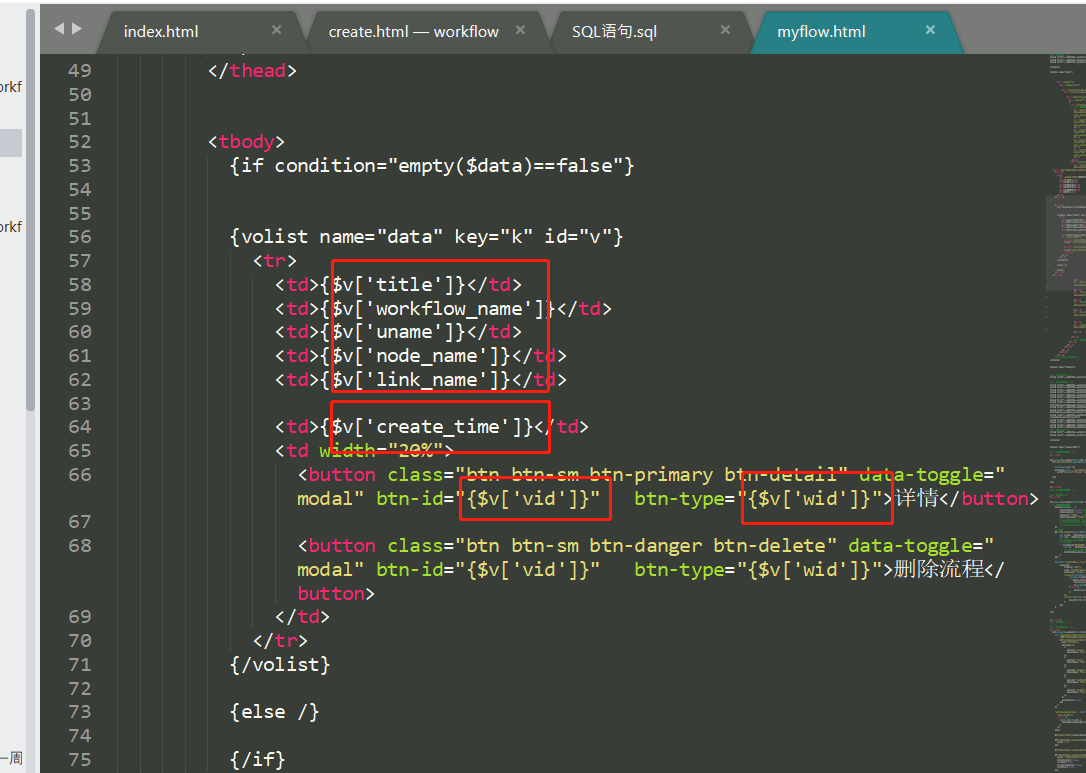 index.html × create.html — workflow × SQL语句.sql × myflow.html ×
orkf
orkf
一周
49 </thead>
50
51
52 <tbody>
53 {if condition="empty($data)==false"}
54
55
56 {volist name="data" key="k" id="v"}
57 <tr>
58 <td>{$v['title']}</td>
59 <td>{$v['workflow_name']}</td>
60 <td>{$v['uname']}</td>
61 <td>{$v['node_name']}</td>
62 <td>{$v['link_name']}</td>
63
64 <td>{$v['create_time']}</td>
65 <td width="20%">
66 <button class="btn btn-sm btn-primary btn-detail" data-toggle="
modal" btn-id="{$v['vid']}" btn-type="{$v['wid']}">详情</button>
67
68 <button class="btn btn-sm btn-danger btn-delete" data-toggle="
modal" btn-id="{$v['vid']}" btn-type="{$v['wid']}">删除流程</
button>
69 </td>
70 </tr>
71 {/volist}
72
73 {else /}
74
75 {/if}